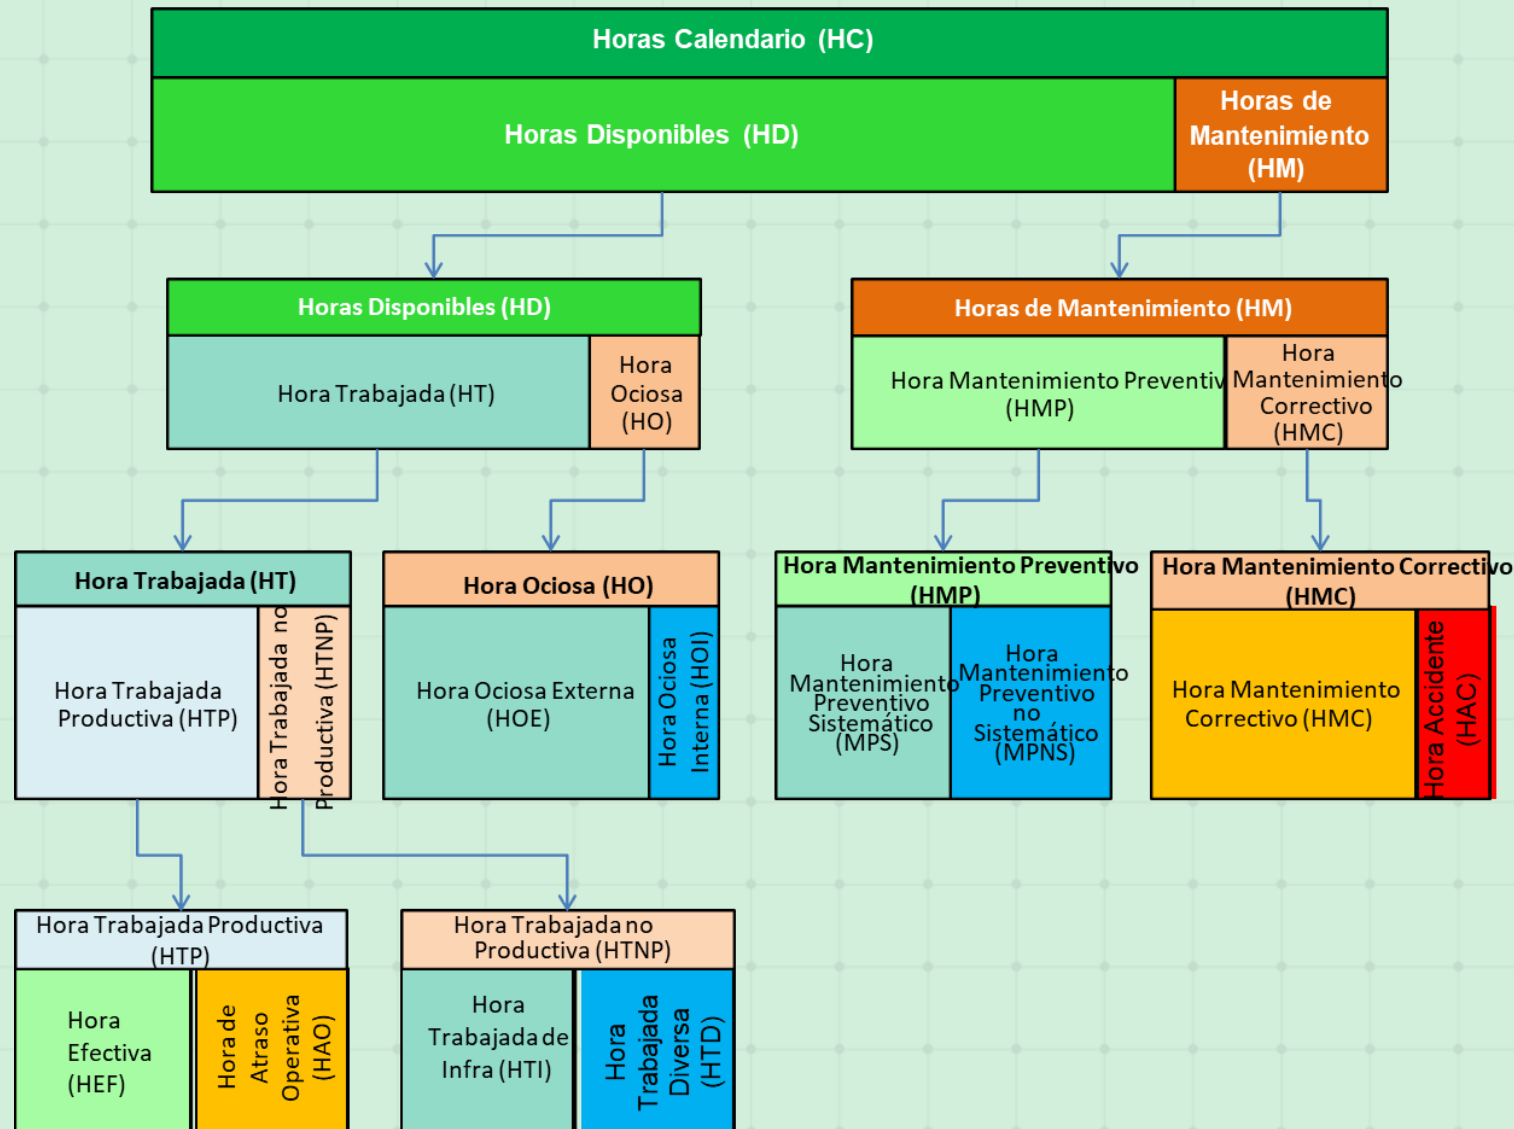 Horas Calendario (HC)
Horas Disponibles (HD)
Horas de
Mantenimiento
(HM)
Horas Disponibles (HD)
Horas de Mantenimiento (HM)
Hora Trabajada (HT)
Hora
Ociosa
(HO)
Hora Mantenimiento Preventiv
(HMP)
Hora
Mantenimiento
Correctivo
(HMC)
Hora Trabajada (HT)
Hora Ociosa (HO)
Hora Mantenimiento Preventivo
(HMP)
Hora Mantenimiento Correctivo
(HMC)
Hora Trabajada
Productiva (HTP)
Hora Trabajada no
Productiva (HTNP)
Hora Ociosa Externa
(HOE)
Hora Ociosa
Interna (HOI)
Hora
Mantenimiento
Preventivo
Sistemático
(MPS)
Hora
Mantenimiento
Preventivo
no
Sistemático
(MPNS)
Hora Mantenimiento
Correctivo (HMC)
Hora Accidente
(HAC)
Hora Trabajada Productiva
(HTP)
Hora Trabajada no
Productiva (HTNP)
Hora
Efectiva
(HEF)
Hora de
Atraso
Operativa
(HAO)
Hora
Trabajada de
Infra (HTI)
Hora
Trabajada
Diversa
(HTD)